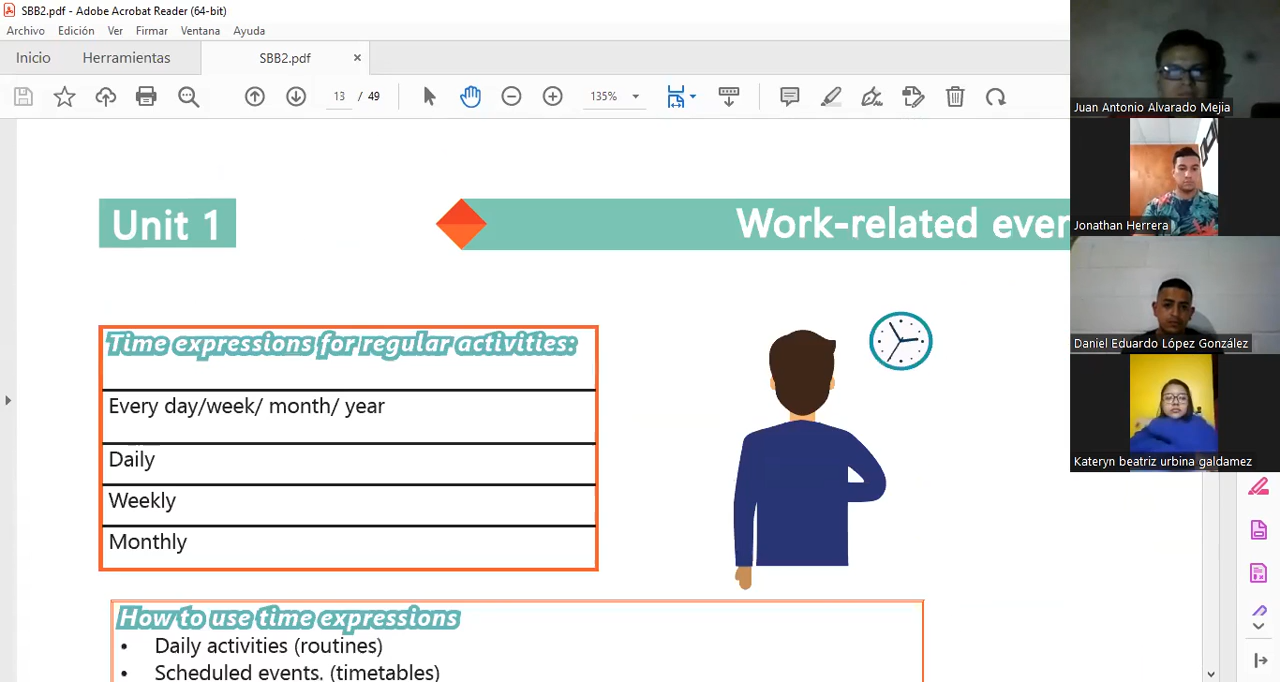 SBB2.pdf - Adobe Acrobat Reader (64-bit)
Archivo Edición Ver Firmar Ventana Ayuda
Inicio Herramientas SBB2.pdf ×
13 / 49 135%
Unit 1
Work-related ever
Time expressions for regular activities:
Every day/week/ month/ year
Daily
Weekly
Monthly
How to use time expressions
• Daily activities (routines)
• Scheduled events. (timetables)
Juan Antonio Alvarado Mejia
Jonathan Herrera
Daniel Eduardo López González
Kateryn beatriz urbina galdamez